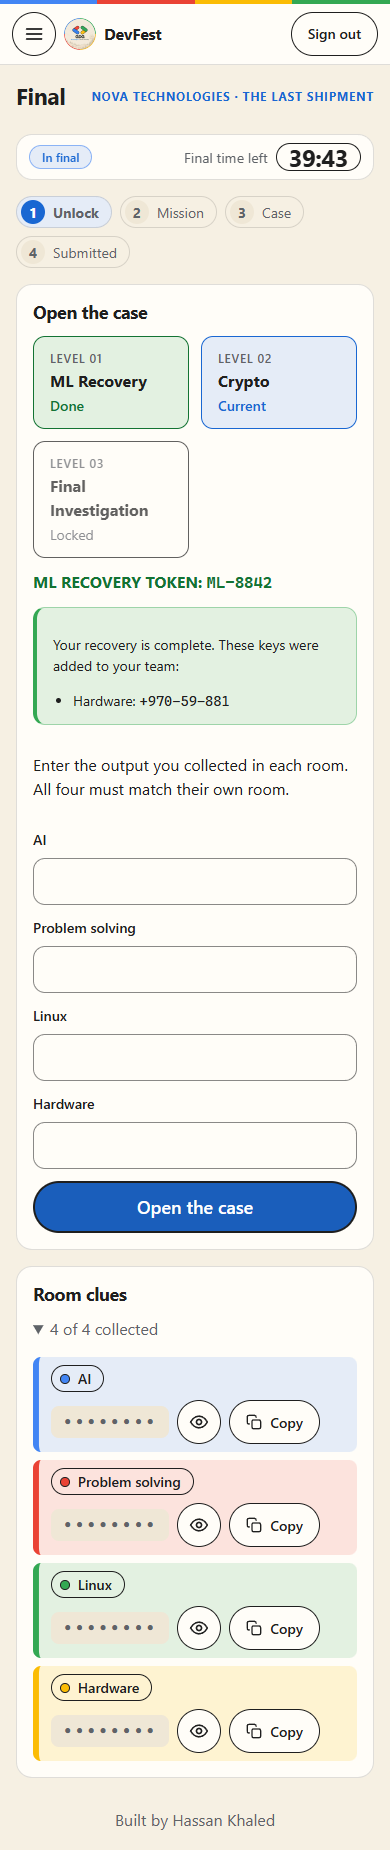 DevFest
Sign out
Final
NOVA TECHNOLOGIES · THE LAST SHIPMENT
In final
Final time left
39:43
1 Unlock
2 Mission
3 Case
4 Submitted
Open the case
LEVEL 01
ML Recovery
Done
LEVEL 02
Crypto
Current
LEVEL 03
Final
Investigation
Locked
ML RECOVERY TOKEN: ML-8842
Your recovery is complete. These keys were
added to your team:
• Hardware: +970-59-881
Enter the output you collected in each room.
All four must match their own room.
AI
Problem solving
Linux
Hardware
Open the case
Room clues
▼ 4 of 4 collected
AI
•••••••• Copy
Problem solving
•••••••• Copy
Linux
•••••••• Copy
Hardware
•••••••• Copy
Built by Hassan Khaled